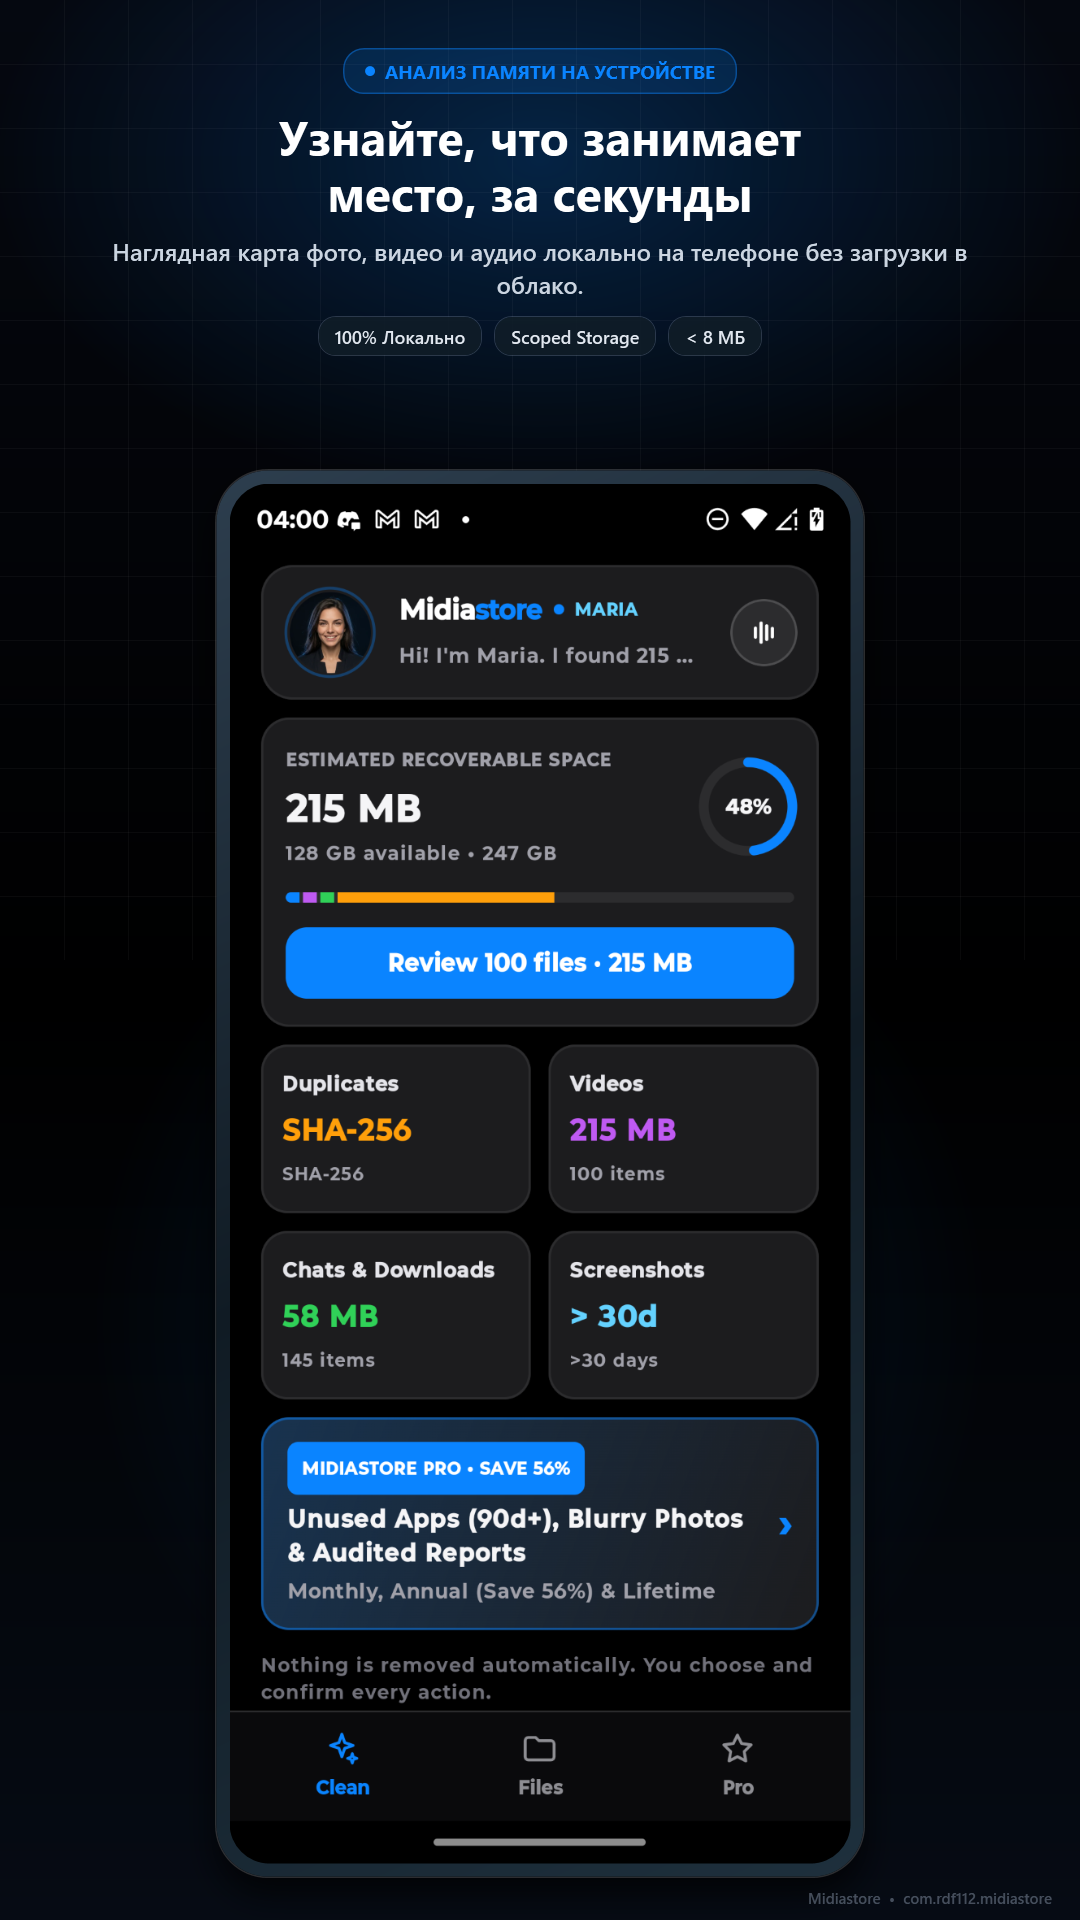 АНАЛИЗ ПАМЯТИ НА УСТРОЙСТВЕ
Узнайте, что занимает
место, за секунды
Наглядная карта фото, видео и аудио локально на телефоне без загрузки в
облако.
100% Локально
Scoped Storage
< 8 МБ
04:00
Midiastore • MARIA
Hi! I'm Maria. I found 215 ...
ESTIMATED RECOVERABLE SPACE
215 MB
48%
128 GB available • 247 GB
Review 100 files · 215 MB
Duplicates
SHA-256
SHA-256
Videos
215 MB
100 items
Chats & Downloads
58 MB
145 items
Screenshots
> 30d
>30 days
MIDIASTORE PRO • SAVE 56%
Unused Apps (90d+), Blurry Photos
& Audited Reports
Monthly, Annual (Save 56%) & Lifetime
Nothing is removed automatically. You choose and
confirm every action.
Clean
Files
Pro
Midiastore • com.rdf112.midiastore